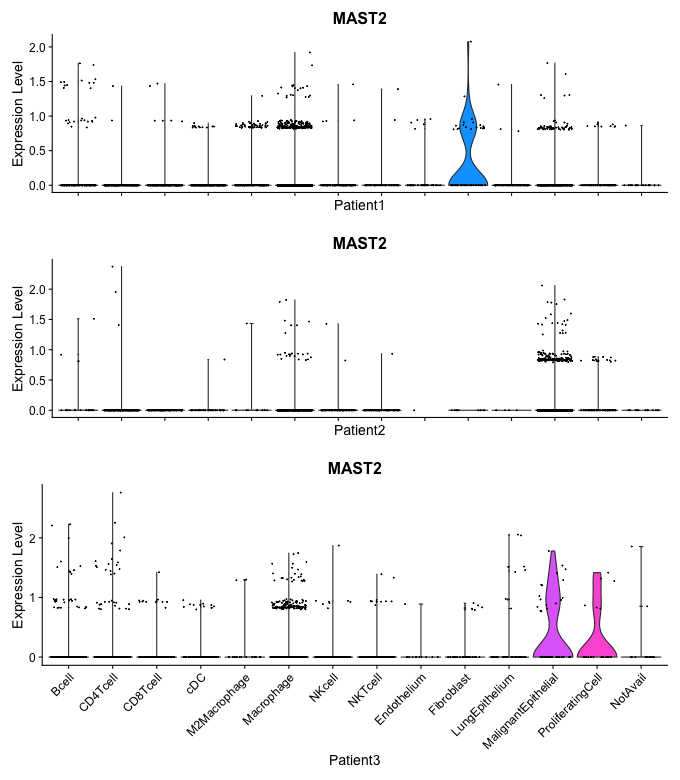 MAST2
Expression Level
2.0
1.5
1.0
0.5
0.0
Patient1
MAST2
Expression Level
2.0
1.5
1.0
0.5
0.0
Patient2
MAST2
Expression Level
2
1
0
Bcell
CD4Tcell
CD8Tcell
cDC
M2Macrophage
Macrophage
NKcell
NKTcell
Endothelium
Fibroblast
LungEpithelium
MalignantEpithelial
ProliferatingCell
NotAvail
Patient3